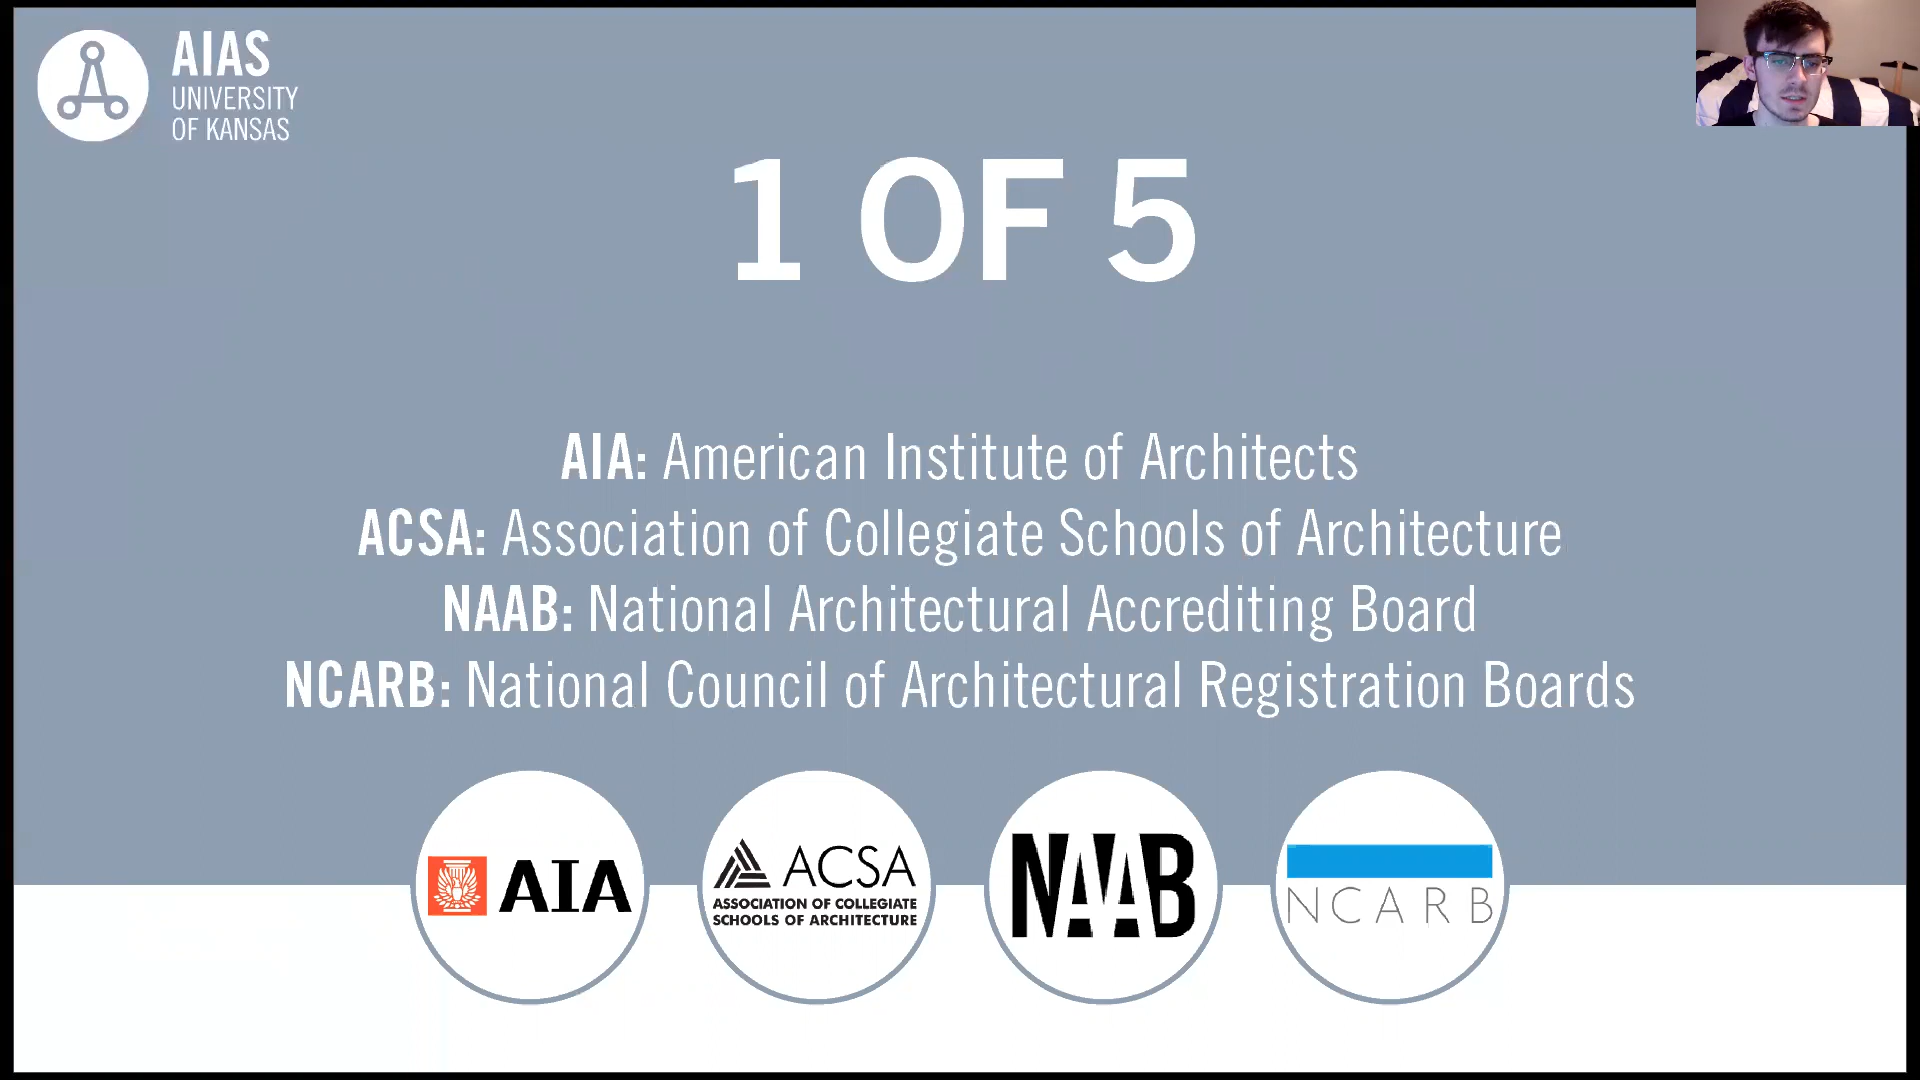 AIAS
UNIVERSITY
OF KANSAS
1 OF 5
AIA: American Institute of Architects
ACSA: Association of Collegiate Schools of Architecture
NAAB: National Architectural Accrediting Board
NCARB: National Council of Architectural Registration Boards
AIA
ACSA
ASSOCIATION OF COLLEGIATE
SCHOOLS OF ARCHITECTURE
NAAB
NCARB